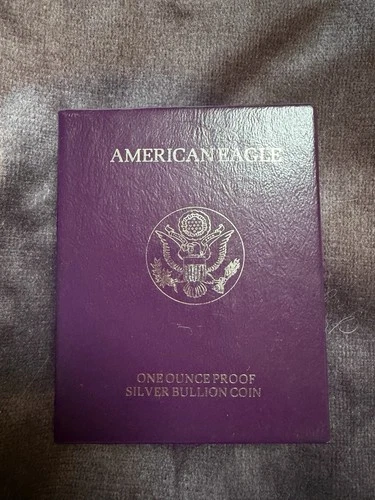 AMERICAN EAGLE
ONE OUNCE PROOF
SILVER BULLION COIN